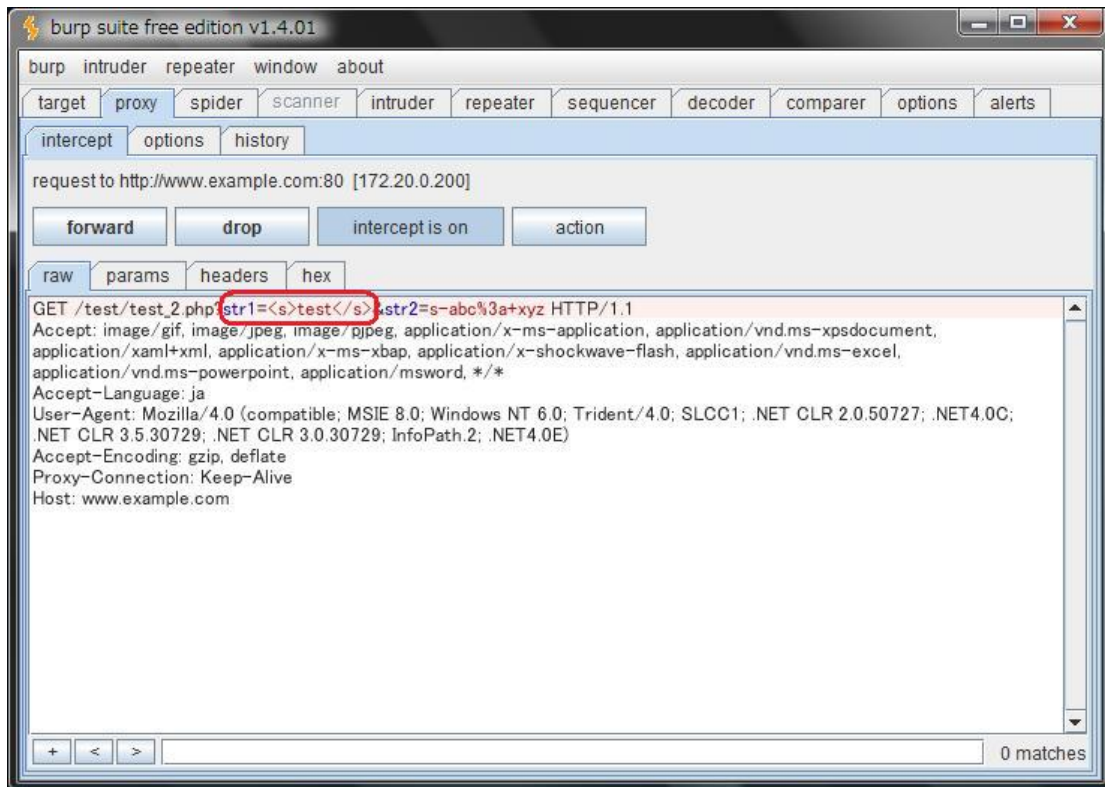 burp suite free edition v1.4.01
burp intruder repeater window about
target proxy spider scanner intruder repeater sequencer decoder comparer options alerts
intercept options history
request to http://www.example.com:80 [172.20.0.200]
forward drop intercept is on action
raw params headers hex
GET /test/test_2.php?str1=<s>test</s>&str2=s-abc%3a+xyz HTTP/1.1
Accept: image/gif, image/jpeg, image/pjpeg, application/x-ms-application, application/vnd.ms-xpsdocument,
application/xaml+xml, application/x-ms-xbap, application/x-shockwave-flash, application/vnd.ms-excel,
application/vnd.ms-powerpoint, application/msword, */*
Accept-Language: ja
User-Agent: Mozilla/4.0 (compatible; MSIE 8.0; Windows NT 6.0; Trident/4.0; SLCC1; .NET CLR 2.0.50727; .NET4.0C;
.NET CLR 3.5.30729; .NET CLR 3.0.30729; InfoPath.2; .NET4.0E)
Accept-Encoding: gzip, deflate
Proxy-Connection: Keep-Alive
Host: www.example.com
+ < > 0 matches